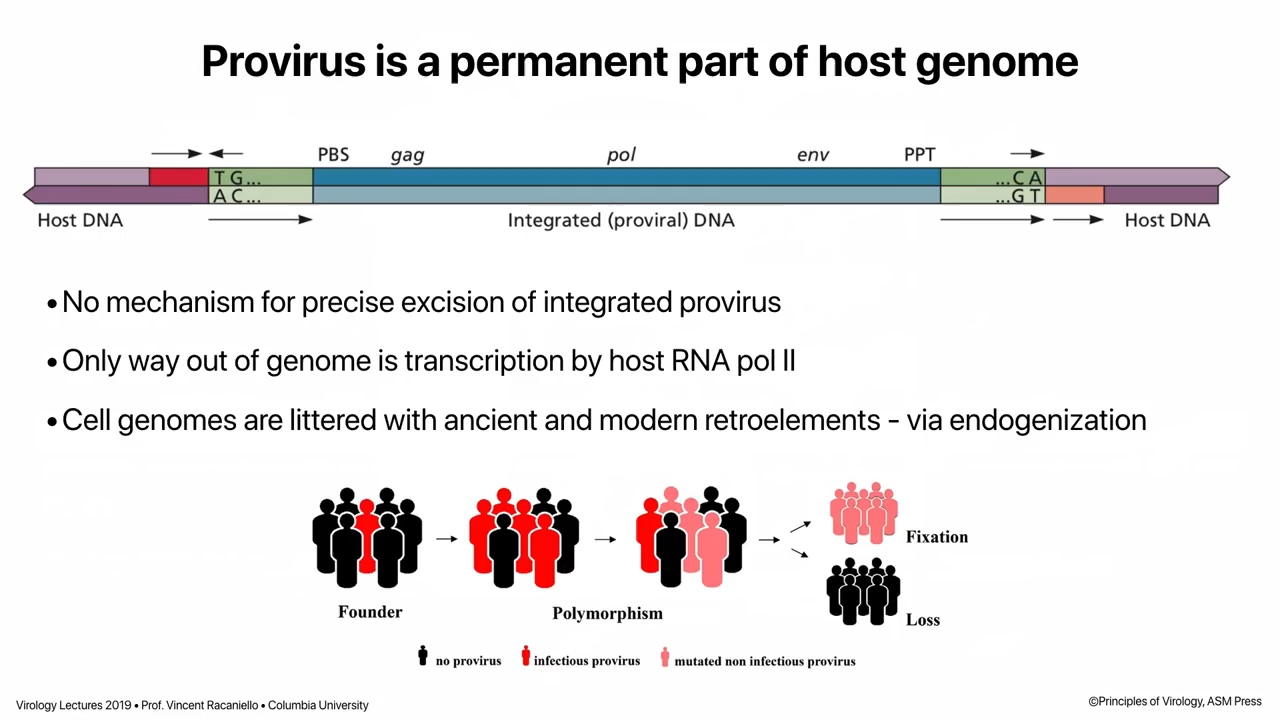 Provirus is a permanent part of host genome
PBS gag pol env PPT
T G... ...C A
A C... ...G T
Host DNA Integrated (proviral) DNA Host DNA
• No mechanism for precise excision of integrated provirus
• Only way out of genome is transcription by host RNA pol II
• Cell genomes are littered with ancient and modern retroelements - via endogenization
Fixation
Founder Polymorphism Loss
no provirus infectious provirus mutated non infectious provirus
Virology Lectures 2019 • Prof. Vincent Racaniello • Columbia University
©Principles of Virology, ASM Press